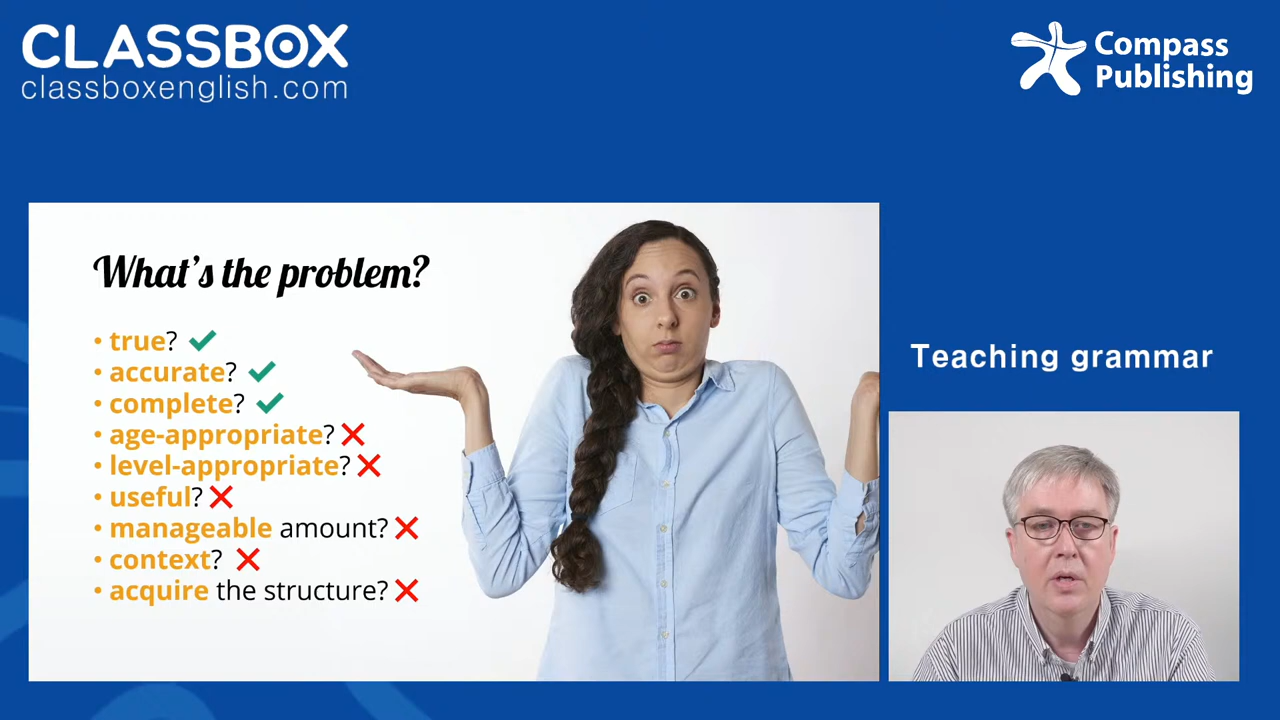 CLASSBOX
classboxenglish.com
Compass
Publishing
What's the problem?
• true?
• accurate?
• complete?
• age-appropriate?
• level-appropriate?
• useful?
• manageable amount?
• context?
• acquire the structure?
Teaching grammar